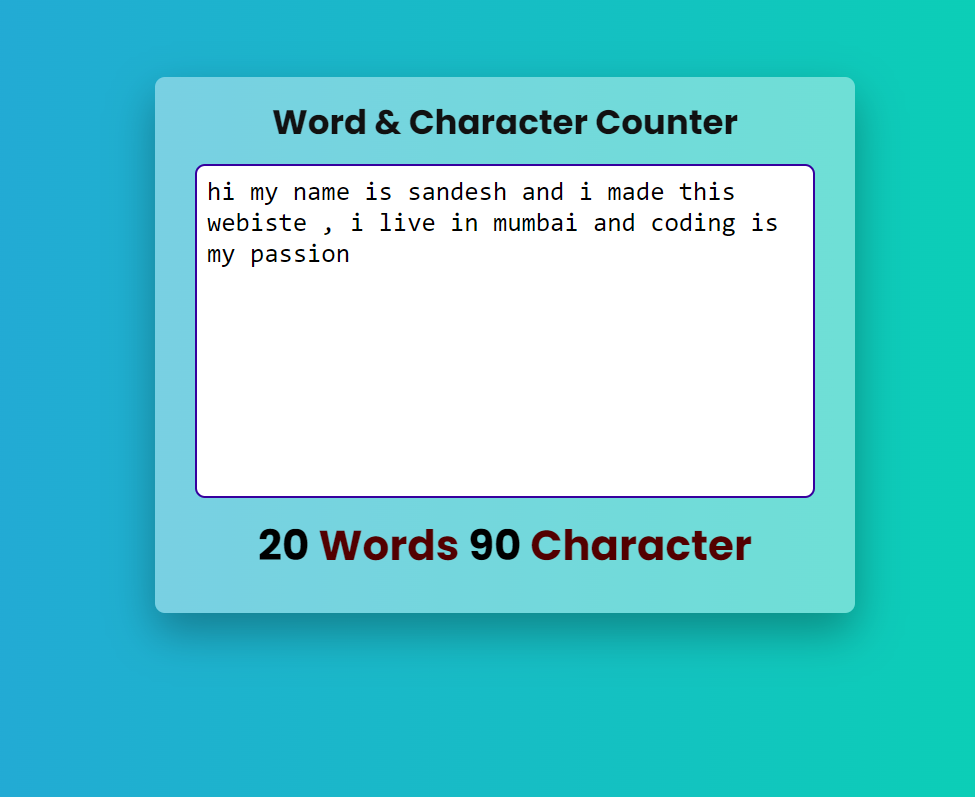 Word & Character Counter
hi my name is sandesh and i made this
webiste , i live in mumbai and coding is
my passion
20 Words 90 Character